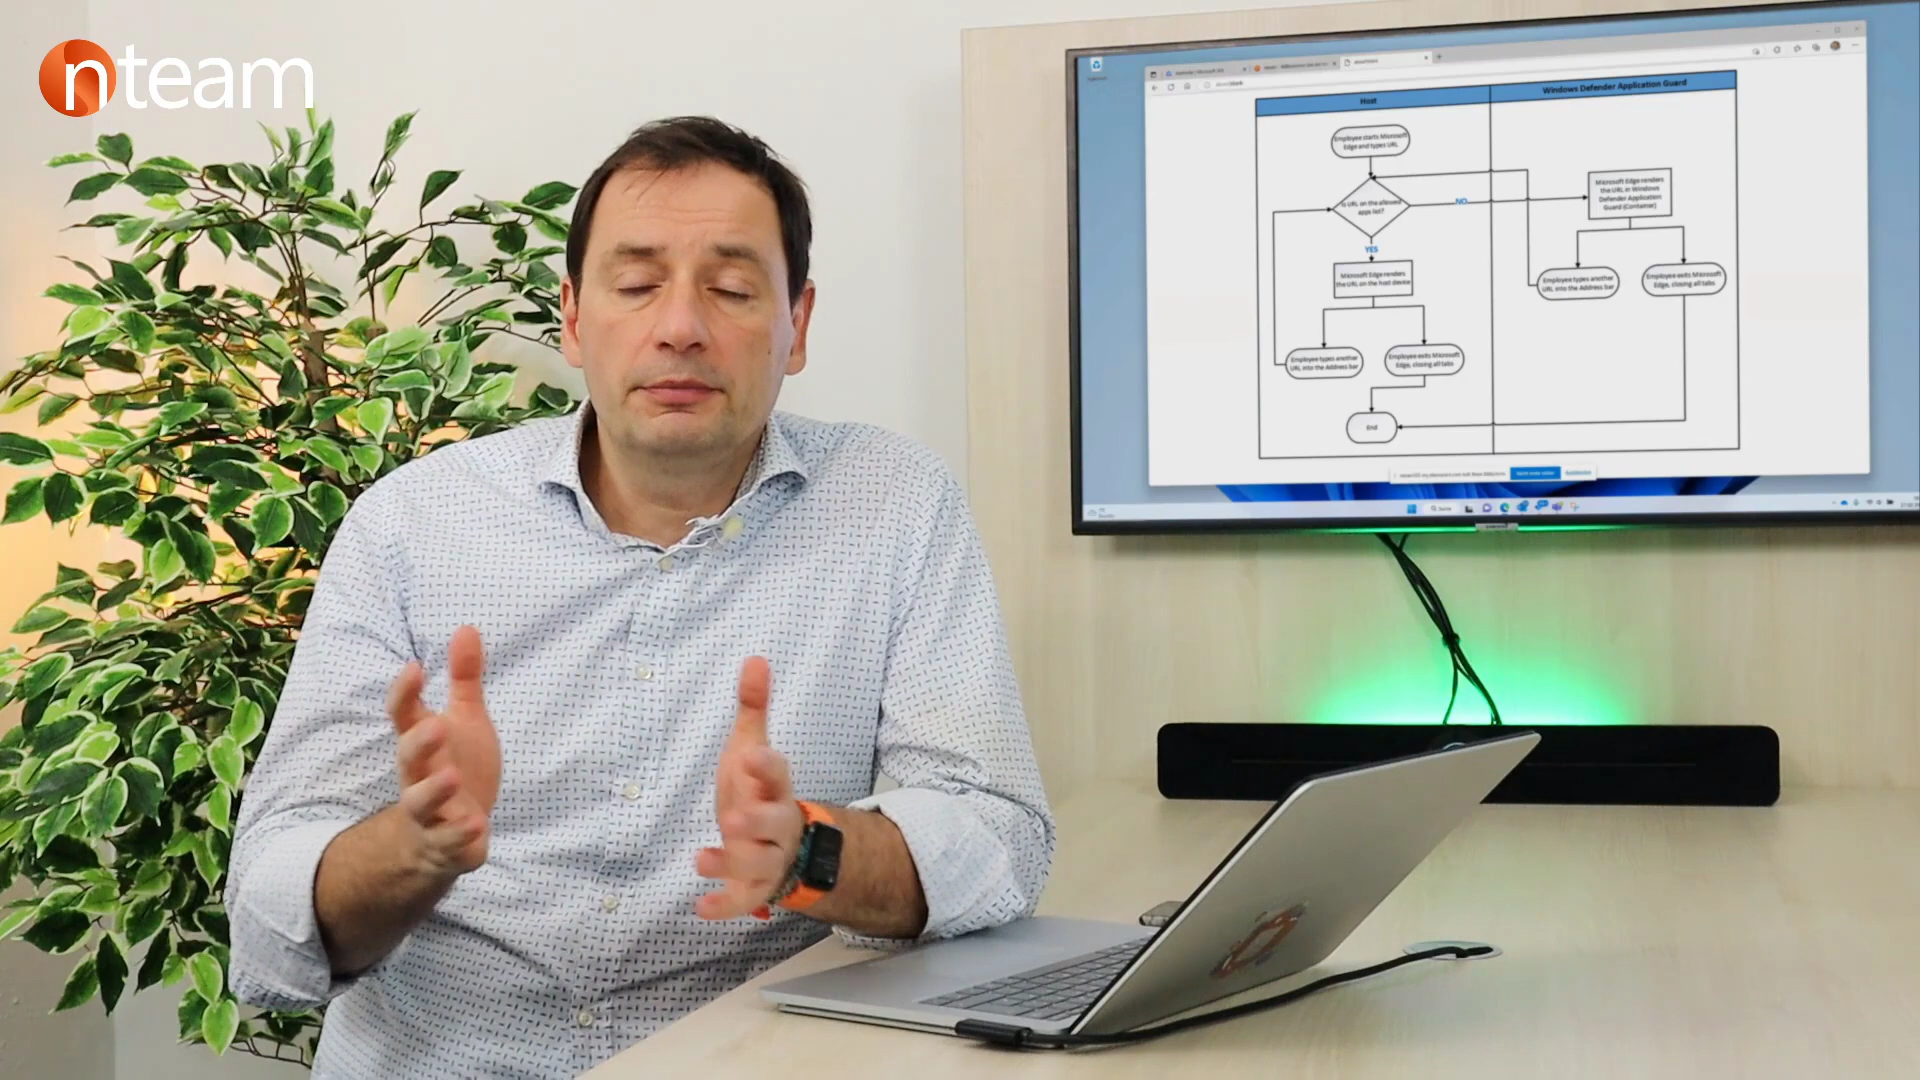 nteam
Host
Windows Defender Application Guard
Employee starts Microsoft
Edge and types URL
Is URL on the allowed
apps list?
NO
YES
Microsoft Edge renders
the URL in Windows
Defender Application
Guard (Container)
Microsoft Edge renders
the URL on the host device
Employee types another
URL into the Address bar
Employee exits Microsoft
Edge, closing all tabs
Employee types another
URL into the Address bar
Employee exits Microsoft
Edge, closing all tabs
End